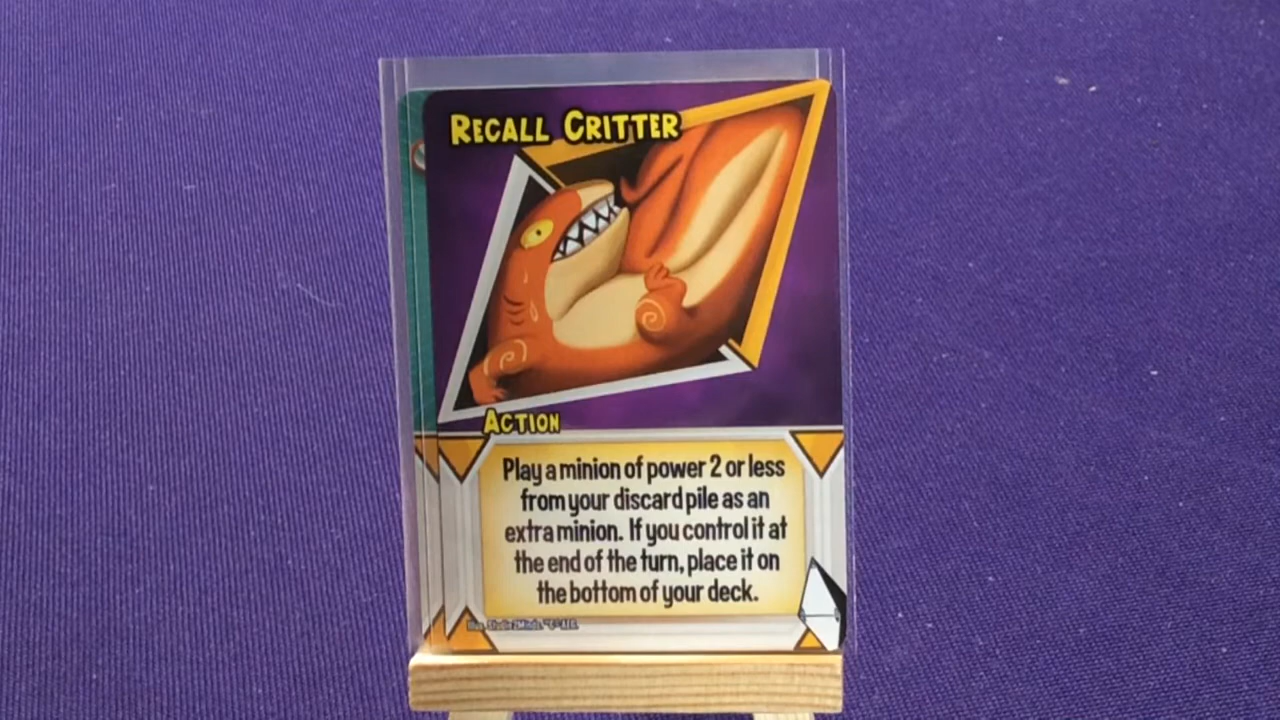 RECALL CRITTER
ACTION
Play a minion of power 2 or less
from your discard pile as an
extra minion. If you control it at
the end of the turn, place it on
the bottom of your deck.